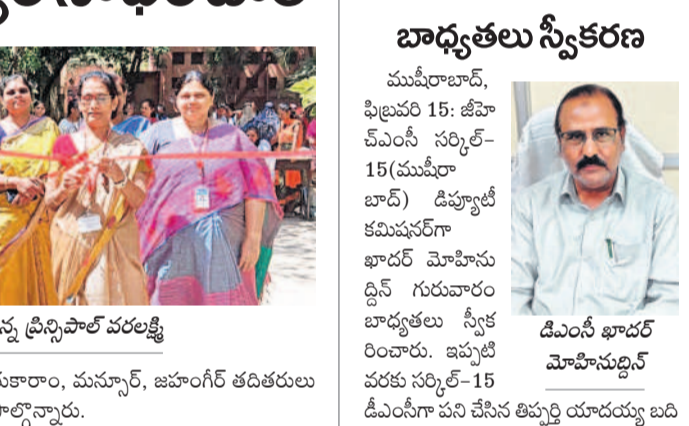 న్న ప్రిన్సిపాల్ వరలక్ష్మి
కారాం, మన్సూర్, జహంగీర్ తదితరులు
బాధ్యతలు స్వీకరణ
ముషీరాబాద్,
ఫిబ్రవరి 15: జీహె
చ్ఎంసీ సర్కిల్-
15(ముషీరా
బాద్) డిప్యూటీ
కమిషనర్‌గా
ఖాదర్ మోహిను
ద్దిన్ గురువారం
బాధ్యతలు స్వీక
రించారు. ఇప్పటి
వరకు సర్కిల్-15
డీఎంసీగా పని చేసిన తిప్పర్తి యాదయ్య బది
డిఎంసీ ఖాదర్
మోహినుద్దిన్